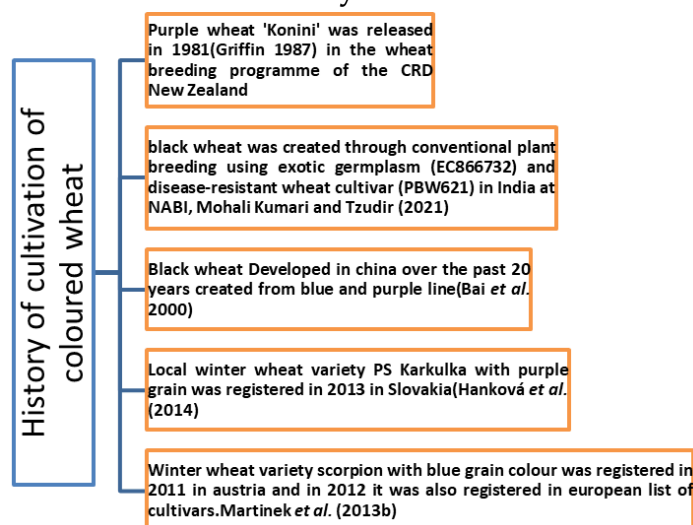 History of cultivation of
coloured wheat
Purple wheat 'Konini' was released
in 1981(Griffin 1987) in the wheat
breeding programme of the CRD
New Zealand
black wheat was created through conventional plant
breeding using exotic germplasm (EC866732) and
disease-resistant wheat cultivar (PBW621) in India at
NABI, Mohali Kumari and Tzudir (2021)
Black wheat Developed in china over the past 20
years created from blue and purple line(Bai et al.
2000)
Local winter wheat variety PS Karkulka with purple
grain was registered in 2013 in Slovakia(Hanková et al.
(2014)
Winter wheat variety scorpion with blue grain colour was registered in
2011 in austria and in 2012 it was also registered in european list of
cultivars.Martinek et al. (2013b)